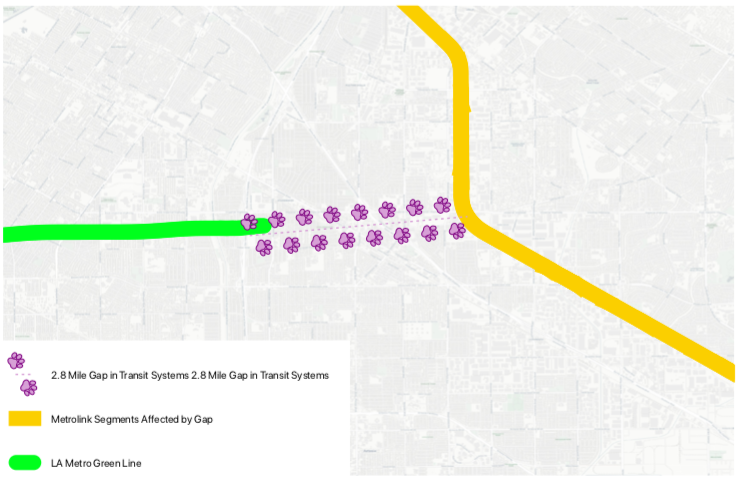 2.8 Mile Gap in Transit Systems 2.8 Mile Gap in Transit Systems
Metrolink Segments Affected by Gap
LA Metro Green Line